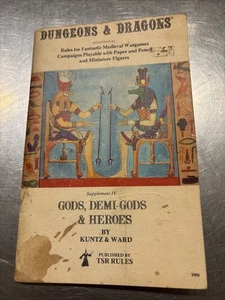 DUNGEONS & DRAGONS
Rules for Fantastic Medieval Wargames
Campaigns Playable with Paper and Pencil
and Miniature Figures
Supplement IV
GODS, DEMI-GODS
& HEROES
BY
KUNTZ & WARD
PUBLISHED BY
TSR RULES
2006